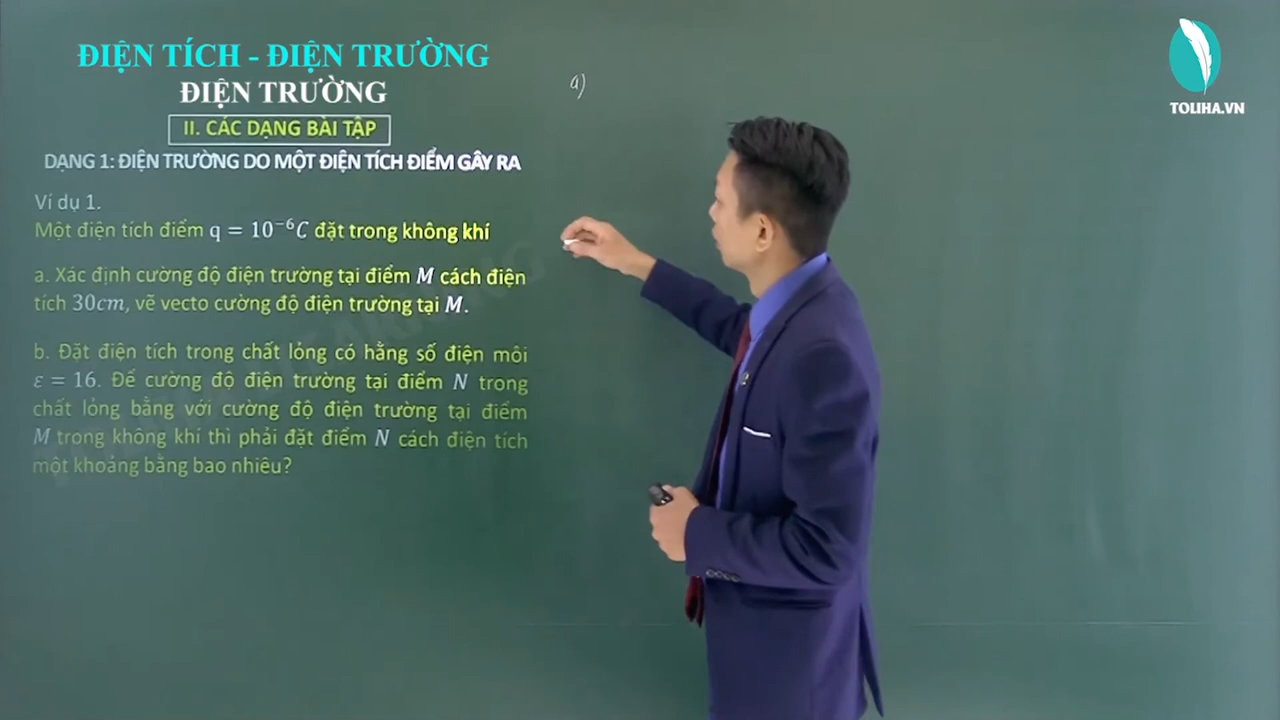 ĐIỆN TÍCH - ĐIỆN TRƯỜNG
ĐIỆN TRƯỜNG
II. CÁC DẠNG BÀI TẬP
DẠNG 1: ĐIỆN TRƯỜNG DO MỘT ĐIỆN TÍCH ĐIỂM GÂY RA
Ví dụ 1.
Một điện tích điểm q = 10⁻⁶C đặt trong không khí
a. Xác định cường độ điện trường tại điểm M cách điện
tích 30cm, vẽ vecto cường độ điện trường tại M.
b. Đặt điện tích trong chất lỏng có hằng số điện môi
ε = 16. Để cường độ điện trường tại điểm N trong
chất lỏng bằng với cường độ điện trường tại điểm
M trong không khí thì phải đặt điểm N cách điện tích
một khoảng bằng bao nhiêu?
a)
TOLIHA.VN